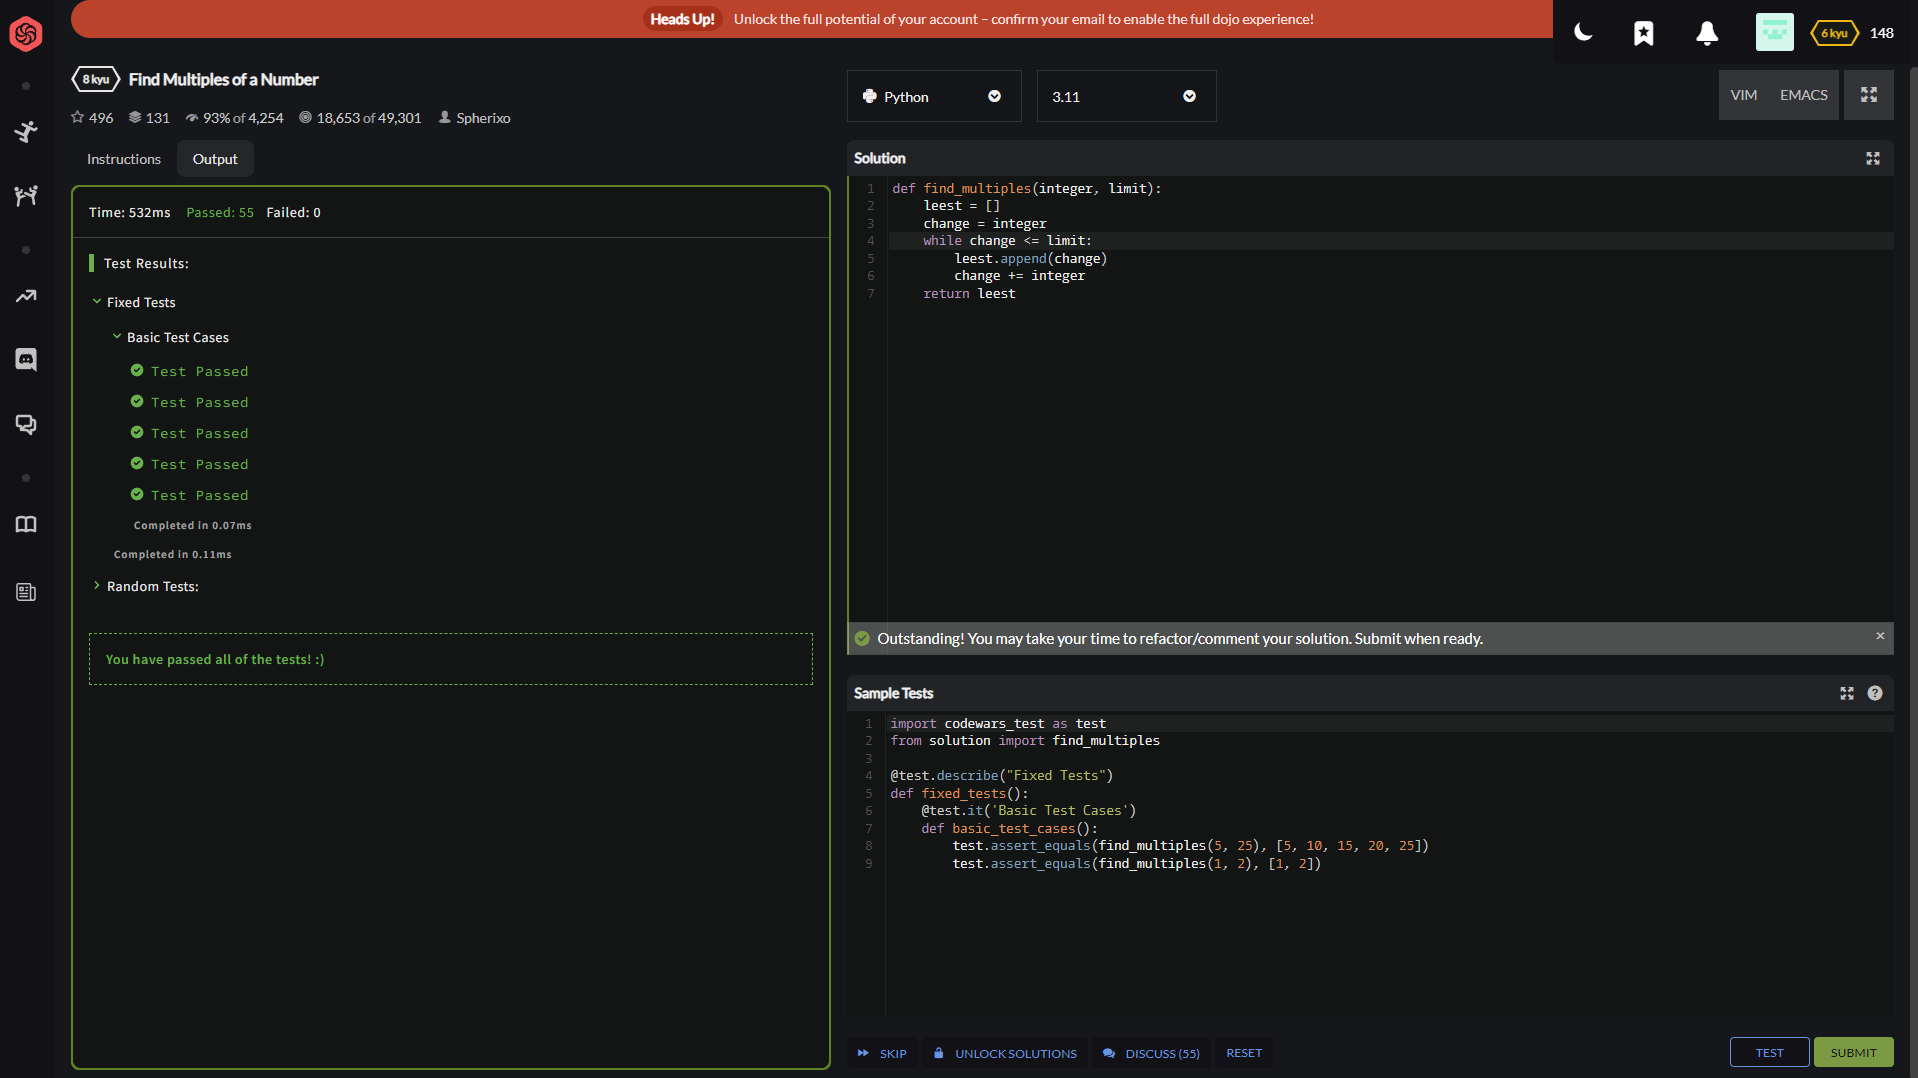 Heads Up! Unlock the full potential of your account – confirm your email to enable the full dojo experience!
6 kyu 148
8 kyu Find Multiples of a Number
496 131 93% of 4,254 18,653 of 49,301 Spherixo
Instructions Output
Time: 532ms Passed: 55 Failed: 0
Test Results:
Fixed Tests
Basic Test Cases
Test Passed
Test Passed
Test Passed
Test Passed
Test Passed
Completed in 0.07ms
Completed in 0.11ms
Random Tests:
You have passed all of the tests! :)
Python 3.11 VIM EMACS
Solution
1 def find_multiples(integer, limit):
2     leest = []
3     change = integer
4     while change <= limit:
5         leest.append(change)
6         change += integer
7     return leest
Outstanding! You may take your time to refactor/comment your solution. Submit when ready. ×
Sample Tests ?
1 import codewars_test as test
2 from solution import find_multiples
3
4 @test.describe("Fixed Tests")
5 def fixed_tests():
6     @test.it('Basic Test Cases')
7     def basic_test_cases():
8         test.assert_equals(find_multiples(5, 25), [5, 10, 15, 20, 25])
9         test.assert_equals(find_multiples(1, 2), [1, 2])
SKIP UNLOCK SOLUTIONS DISCUSS (55) RESET TEST SUBMIT